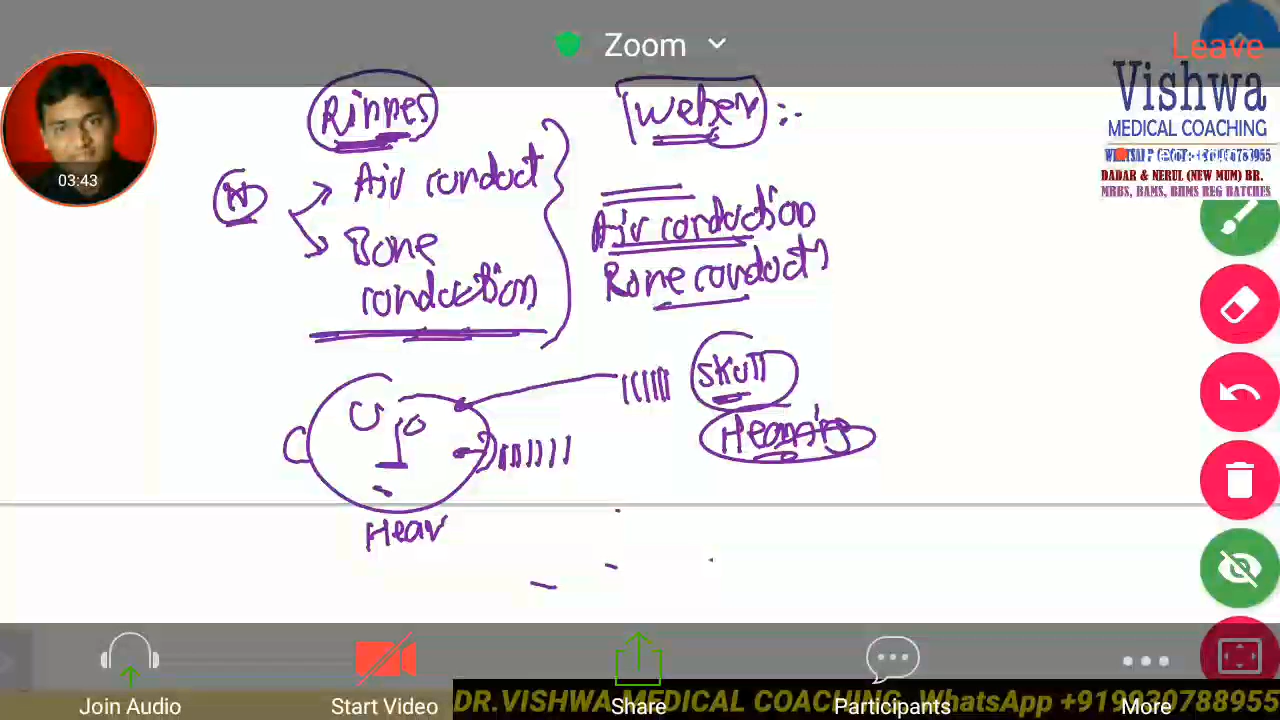 Zoom
Leave
Vishwa
MEDICAL COACHING
DADAR & NERUL (NEW MUM) BR.
MBBS, BAMS, BHMS REG BATCHES
03:43
Rinnes
Weber :-
N
Air conduct
Bone
conduction
Air conduction
Bone conducts
skull
Hearing
Hear
Join Audio
Start Video
Share
Participants
More
DR.VISHWA MEDICAL COACHING WhatsApp +919930788955